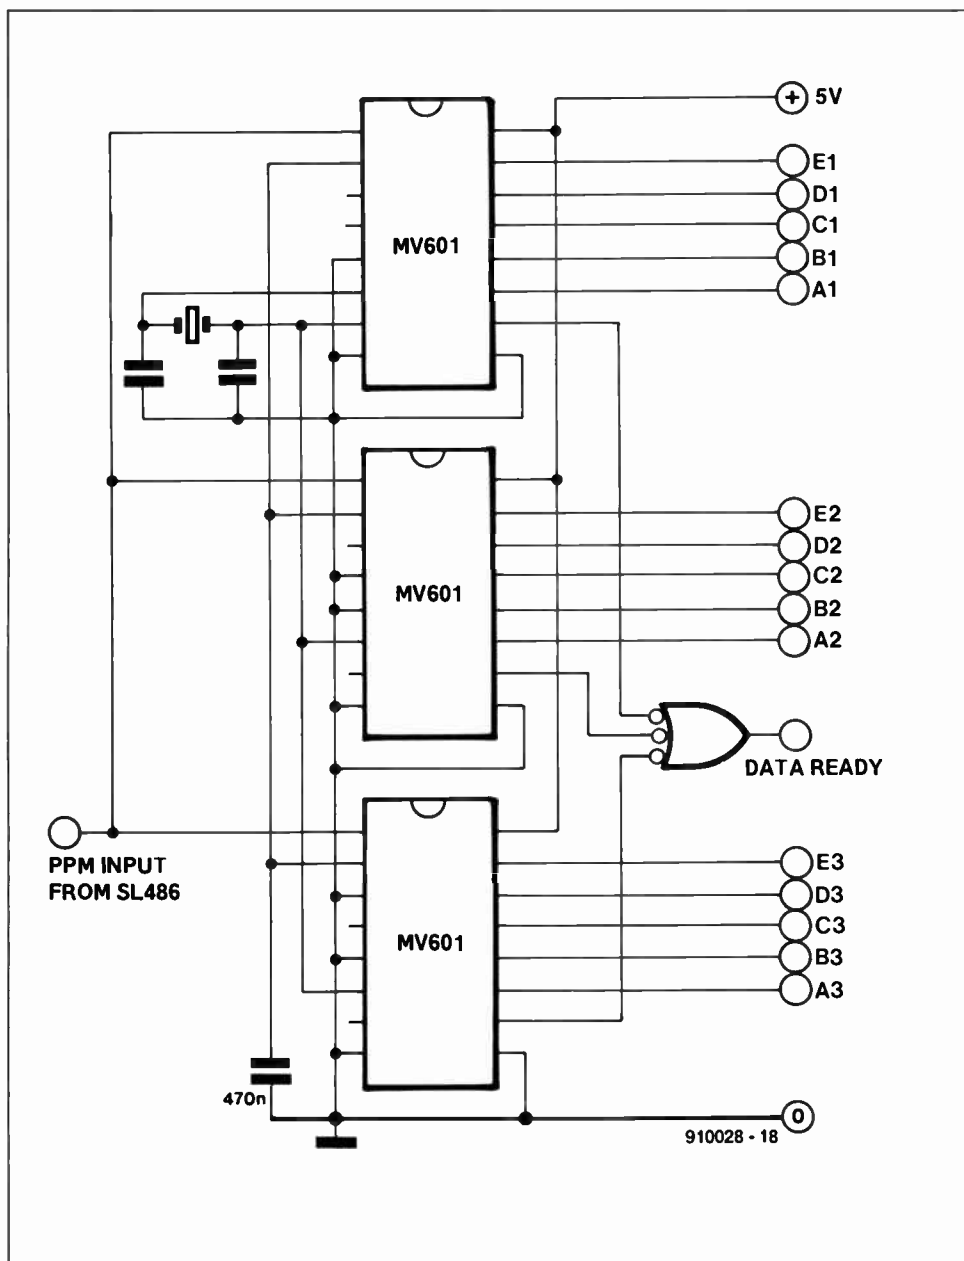 + 5V
E1
D1
C1
MV601
B1
A1
E2
D2
C2
MV601
B2
A2
DATA READY
PPM INPUT
FROM SL486
E3
D3
C3
MV601
B3
A3
470n
0
910028 - 18